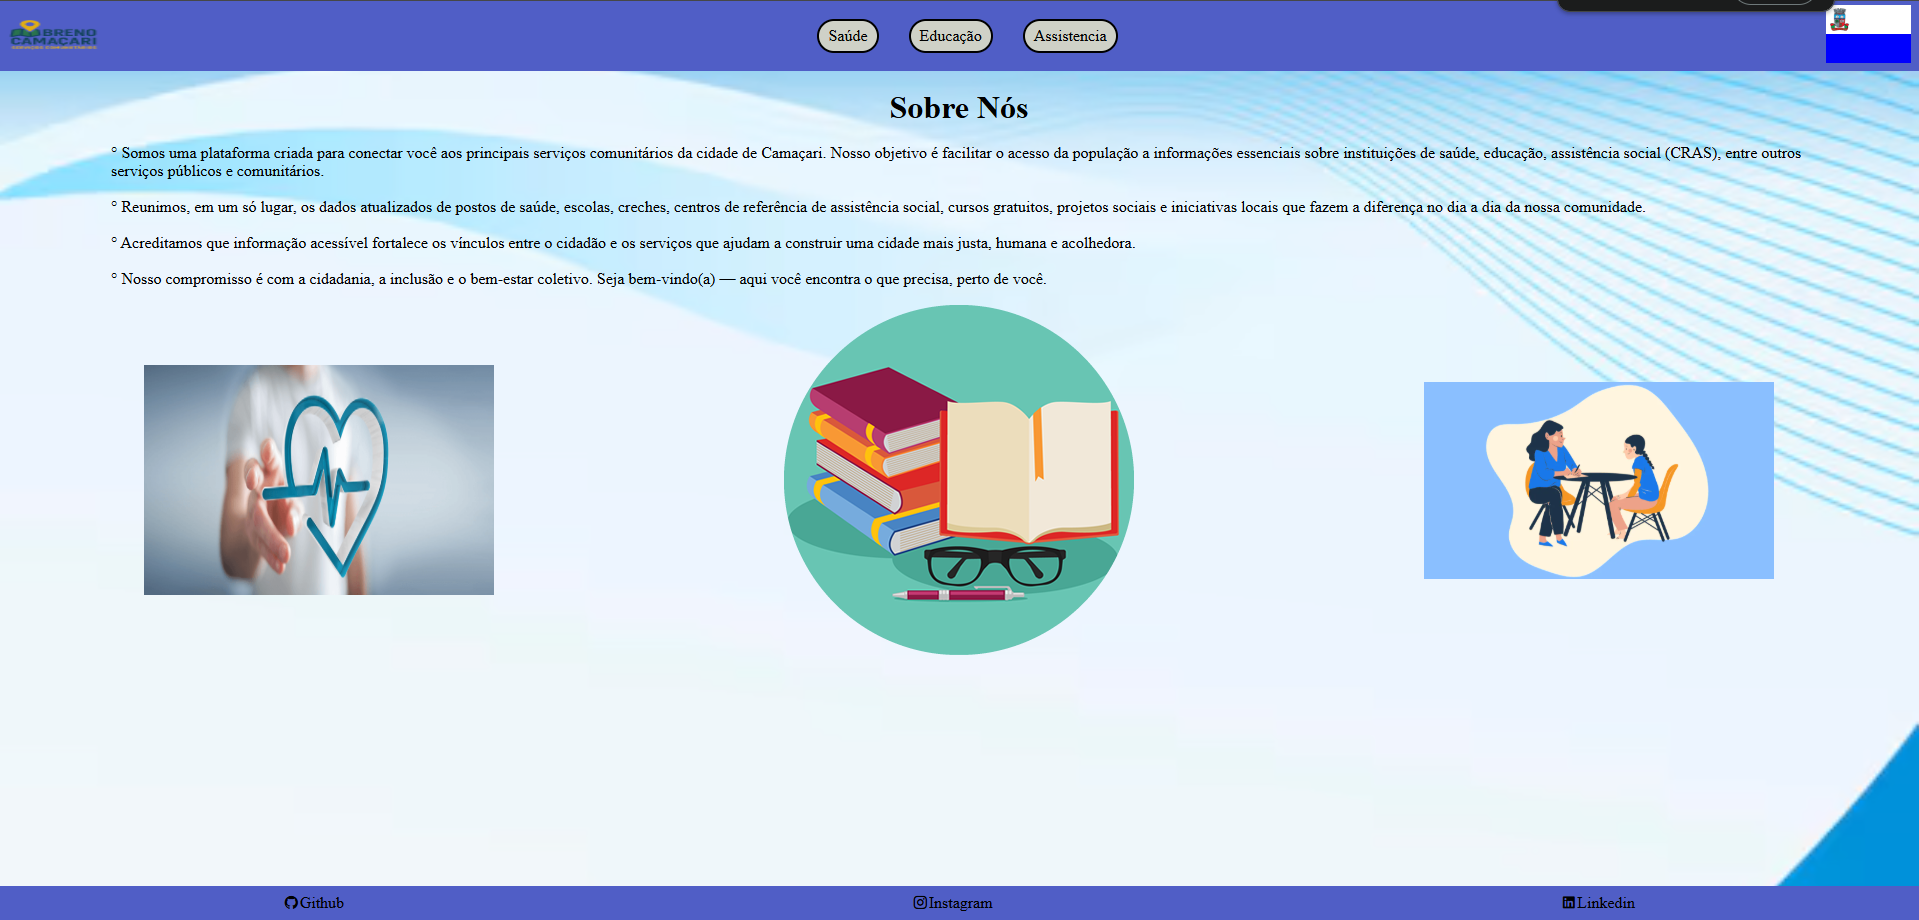 BRENO
CAMAÇARI
SERVIÇOS COMUNITÁRIOS
Saúde
Educação
Assistencia
Sobre Nós
° Somos uma plataforma criada para conectar você aos principais serviços comunitários da cidade de Camaçari. Nosso objetivo é facilitar o acesso da população a informações essenciais sobre instituições de saúde, educação, assistência social (CRAS), entre outros
serviços públicos e comunitários.
° Reunimos, em um só lugar, os dados atualizados de postos de saúde, escolas, creches, centros de referência de assistência social, cursos gratuitos, projetos sociais e iniciativas locais que fazem a diferença no dia a dia da nossa comunidade.
° Acreditamos que informação acessível fortalece os vínculos entre o cidadão e os serviços que ajudam a construir uma cidade mais justa, humana e acolhedora.
° Nosso compromisso é com a cidadania, a inclusão e o bem-estar coletivo. Seja bem-vindo(a) — aqui você encontra o que precisa, perto de você.
Github
Instagram
Linkedin